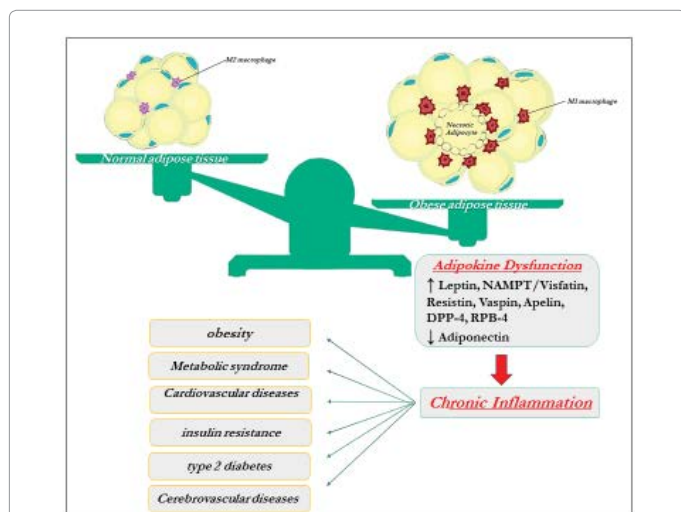 M2 macrophage
M1 macrophage
Necrotic
Adipocyte
Normal adipose tissue
Obese adipose tissue
Adipokine Dysfunction
↑ Leptin, NAMPT/Visfatin,
Resistin, Vaspin, Apelin,
DPP-4, RPB-4
↓ Adiponectin
Chronic Inflammation
obesity
Metabolic syndrome
Cardiovascular diseases
insulin resistance
type 2 diabetes
Cerebrovascular diseases